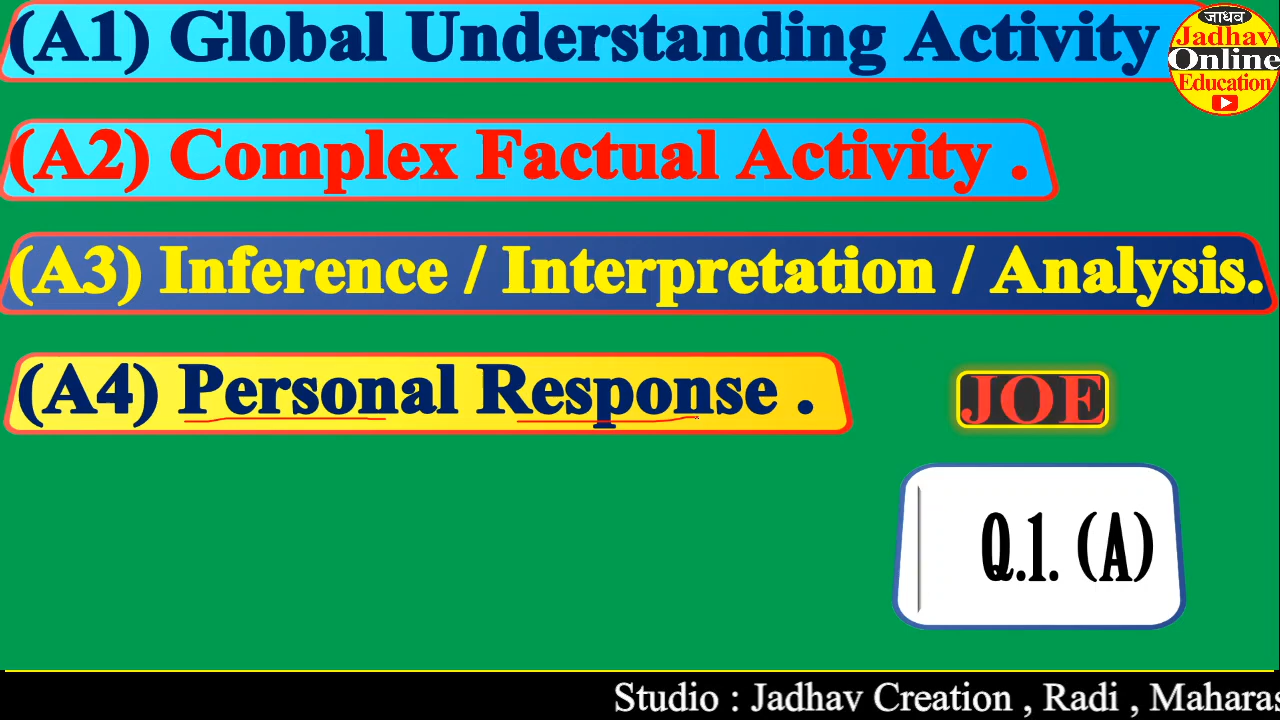 (A1) Global Understanding Activity
जाधव
Jadhav
Online
Education
(A2) Complex Factual Activity .
(A3) Inference / Interpretation / Analysis.
(A4) Personal Response .
JOE
Q.1. (A)
Studio : Jadhav Creation , Radi , Maharas